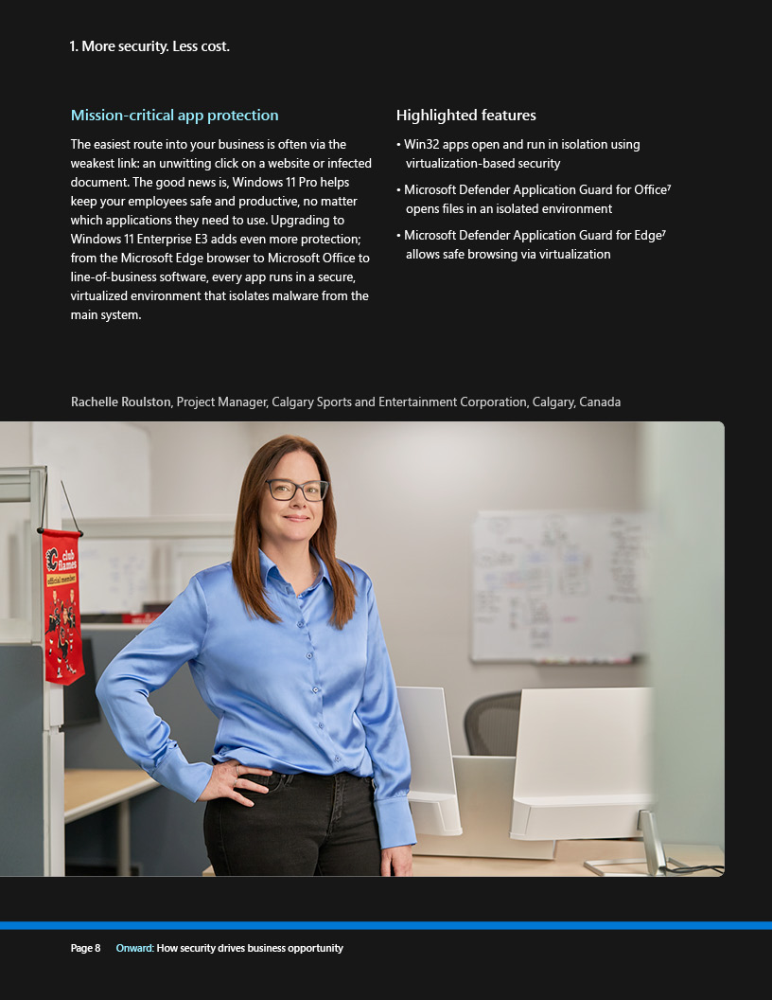 1. More security. Less cost.
Mission-critical app protection
The easiest route into your business is often via the
weakest link: an unwitting click on a website or infected
document. The good news is, Windows 11 Pro helps
keep your employees safe and productive, no matter
which applications they need to use. Upgrading to
Windows 11 Enterprise E3 adds even more protection;
from the Microsoft Edge browser to Microsoft Office to
line-of-business software, every app runs in a secure,
virtualized environment that isolates malware from the
main system.
Highlighted features
• Win32 apps open and run in isolation using
virtualization-based security
• Microsoft Defender Application Guard for Office⁷
opens files in an isolated environment
• Microsoft Defender Application Guard for Edge⁷
allows safe browsing via virtualization
Rachelle Roulston, Project Manager, Calgary Sports and Entertainment Corporation, Calgary, Canada
club
flames
official member
Page 8 Onward: How security drives business opportunity